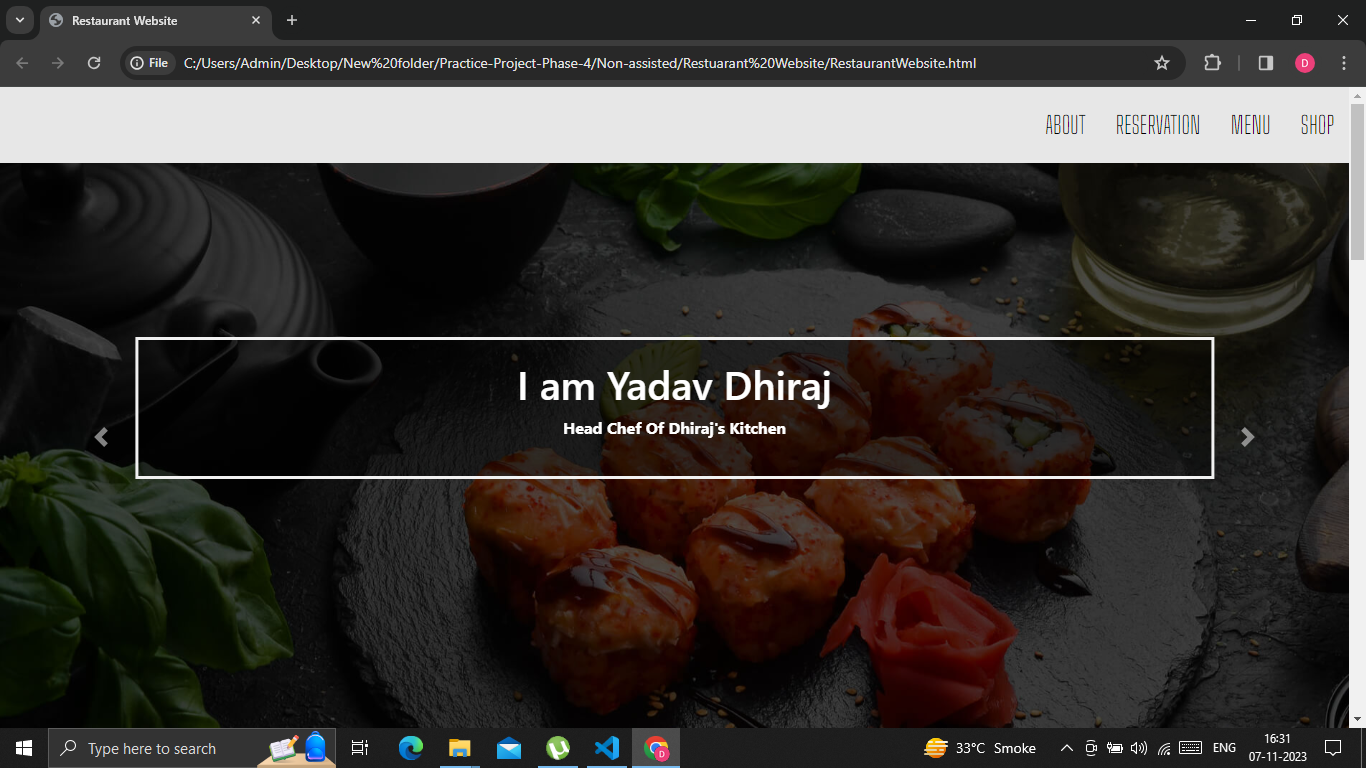 Restaurant Website
File
C:/Users/Admin/Desktop/New%20folder/Practice-Project-Phase-4/Non-assisted/Restuarant%20Website/RestaurantWebsite.html
D
ABOUT RESERVATION MENU SHOP
I am Yadav Dhiraj
Head Chef Of Dhiraj's Kitchen
Type here to search
D
33°C Smoke
ENG
16:31
07-11-2023